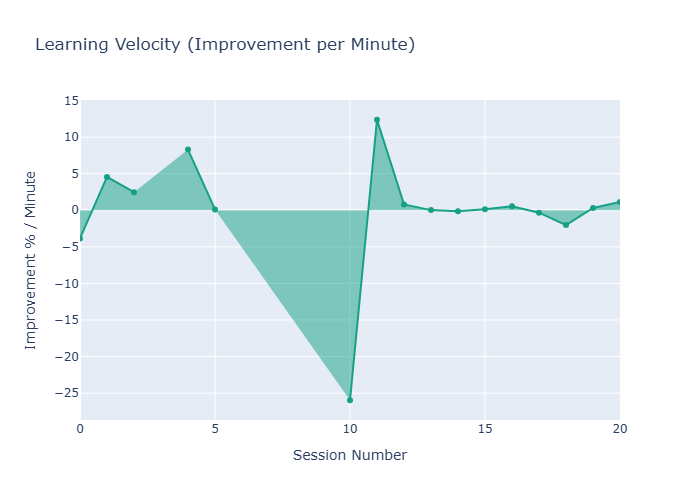 Learning Velocity (Improvement per Minute)
Improvement % / Minute
15
10
5
0
−5
−10
−15
−20
−25
0 5 10 15 20
Session Number